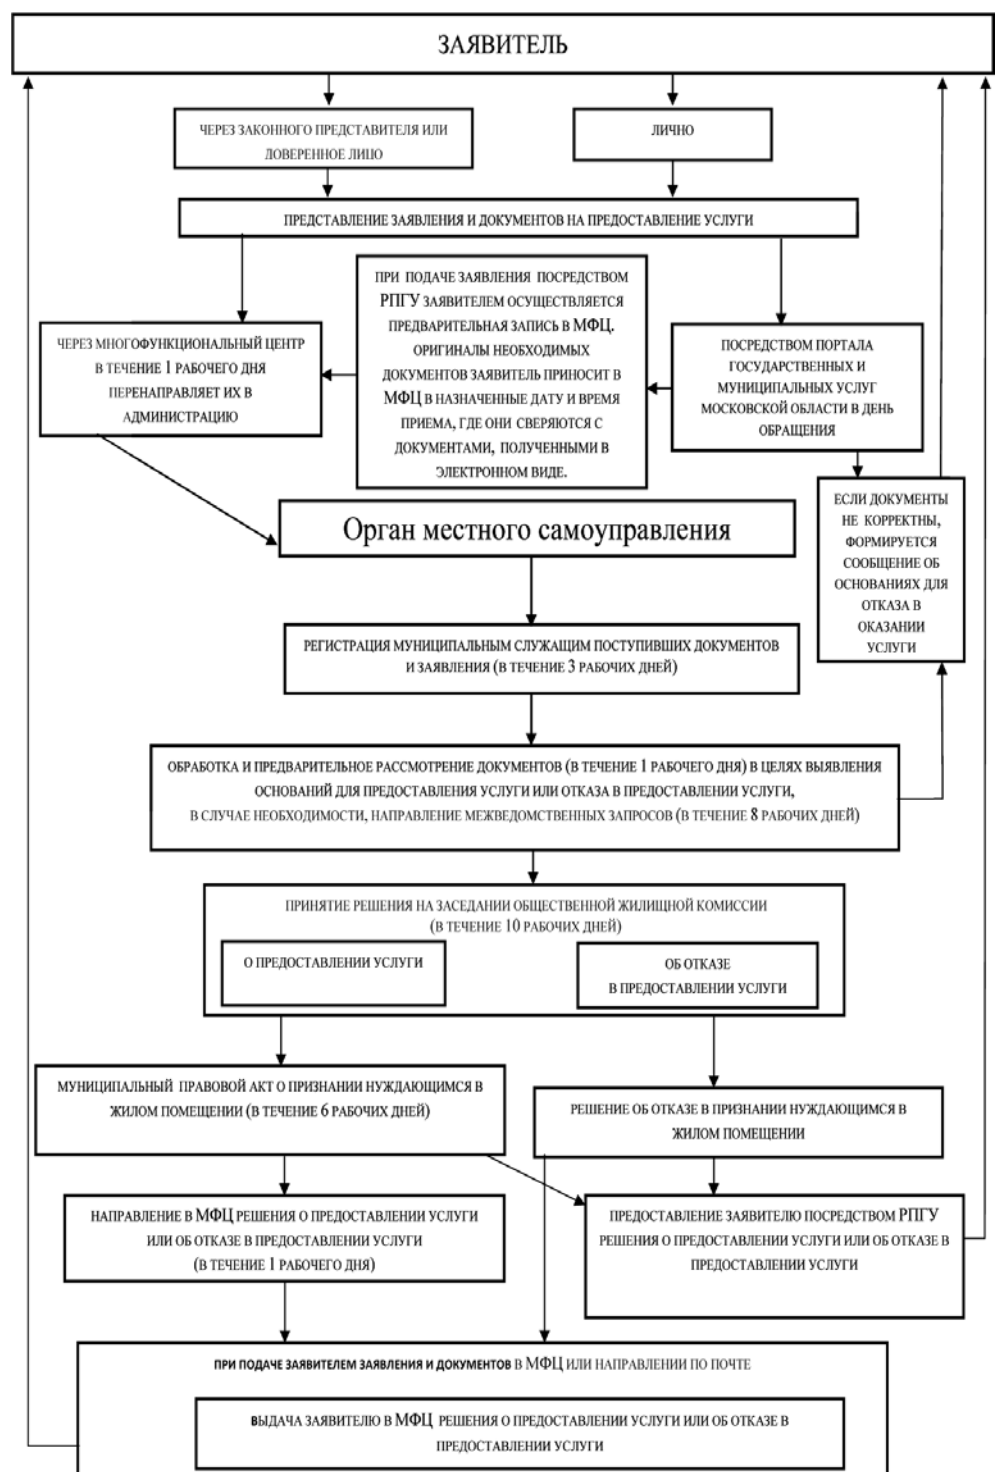 ЗАЯВИТЕЛЬ
ЧЕРЕЗ ЗАКОННОГО ПРЕДСТАВИТЕЛЯ ИЛИ
ДОВЕРЕННОЕ ЛИЦО
ЛИЧНО
ПРЕДСТАВЛЕНИЕ ЗАЯВЛЕНИЯ И ДОКУМЕНТОВ НА ПРЕДОСТАВЛЕНИЕ УСЛУГИ
ЧЕРЕЗ МНОГОФУНКЦИОНАЛЬНЫЙ ЦЕНТР
В ТЕЧЕНИЕ 1 РАБОЧЕГО ДНЯ
ПЕРЕНАПРАВЛЯЕТ ИХ В
АДМИНИСТРАЦИЮ
ПРИ ПОДАЧЕ ЗАЯВЛЕНИЯ ПОСРЕДСТВОМ
РПГУ ЗАЯВИТЕЛЕМ ОСУЩЕСТВЛЯЕТСЯ
ПРЕДВАРИТЕЛЬНАЯ ЗАПИСЬ В МФЦ.
ОРИГИНАЛЫ НЕОБХОДИМЫХ
ДОКУМЕНТОВ ЗАЯВИТЕЛЬ ПРИНОСИТ В
МФЦ В НАЗНАЧЕННЫЕ ДАТУ И ВРЕМЯ
ПРИЕМА, ГДЕ ОНИ СВЕРЯЮТСЯ С
ДОКУМЕНТАМИ, ПОЛУЧЕННЫМИ В
ЭЛЕКТРОННОМ ВИДЕ.
ПОСРЕДСТВОМ ПОРТАЛА
ГОСУДАРСТВЕННЫХ И
МУНИЦИПАЛЬНЫХ УСЛУГ
МОСКОВСКОЙ ОБЛАСТИ В ДЕНЬ
ОБРАЩЕНИЯ
ЕСЛИ ДОКУМЕНТЫ
НЕ КОРРЕКТНЫ,
ФОРМИРУЕТСЯ
СООБЩЕНИЕ ОБ
ОСНОВАНИЯХ ДЛЯ
ОТКАЗА В
ОКАЗАНИИ
УСЛУГИ
Орган местного самоуправления
РЕГИСТРАЦИЯ МУНИЦИПАЛЬНЫМ СЛУЖАЩИМ ПОСТУПИВШИХ ДОКУМЕНТОВ
И ЗАЯВЛЕНИЯ (В ТЕЧЕНИЕ 3 РАБОЧИХ ДНЕЙ)
ОБРАБОТКА И ПРЕДВАРИТЕЛЬНОЕ РАССМОТРЕНИЕ ДОКУМЕНТОВ (В ТЕЧЕНИЕ 1 РАБОЧЕГО ДНЯ) В ЦЕЛЯХ ВЫЯВЛЕНИЯ
ОСНОВАНИЙ ДЛЯ ПРЕДОСТАВЛЕНИЯ УСЛУГИ ИЛИ ОТКАЗА В ПРЕДОСТАВЛЕНИИ УСЛУГИ,
В СЛУЧАЕ НЕОБХОДИМОСТИ, НАПРАВЛЕНИЕ МЕЖВЕДОМСТВЕННЫХ ЗАПРОСОВ (В ТЕЧЕНИЕ 8 РАБОЧИХ ДНЕЙ)
ПРИНЯТИЕ РЕШЕНИЯ НА ЗАСЕДАНИИ ОБЩЕСТВЕННОЙ ЖИЛИЩНОЙ КОМИССИИ
(В ТЕЧЕНИЕ 10 РАБОЧИХ ДНЕЙ)
О ПРЕДОСТАВЛЕНИИ УСЛУГИ
ОБ ОТКАЗЕ
В ПРЕДОСТАВЛЕНИИ УСЛУГИ
МУНИЦИПАЛЬНЫЙ ПРАВОВОЙ АКТ О ПРИЗНАНИИ НУЖДАЮЩИМСЯ В
ЖИЛОМ ПОМЕЩЕНИИ (В ТЕЧЕНИЕ 6 РАБОЧИХ ДНЕЙ)
РЕШЕНИЕ ОБ ОТКАЗЕ В ПРИЗНАНИИ НУЖДАЮЩИМСЯ В
ЖИЛОМ ПОМЕЩЕНИИ
НАПРАВЛЕНИЕ В МФЦ РЕШЕНИЯ О ПРЕДОСТАВЛЕНИИ УСЛУГИ
ИЛИ ОБ ОТКАЗЕ В ПРЕДОСТАВЛЕНИИ УСЛУГИ
(В ТЕЧЕНИЕ 1 РАБОЧЕГО ДНЯ)
ПРЕДОСТАВЛЕНИЕ ЗАЯВИТЕЛЮ ПОСРЕДСТВОМ РПГУ
РЕШЕНИЯ О ПРЕДОСТАВЛЕНИИ УСЛУГИ ИЛИ ОБ ОТКАЗЕ В
ПРЕДОСТАВЛЕНИИ УСЛУГИ
ПРИ ПОДАЧЕ ЗАЯВИТЕЛЕМ ЗАЯВЛЕНИЯ И ДОКУМЕНТОВ В МФЦ ИЛИ НАПРАВЛЕНИИ ПО ПОЧТЕ
ВЫДАЧА ЗАЯВИТЕЛЮ В МФЦ РЕШЕНИЯ О ПРЕДОСТАВЛЕНИИ УСЛУГИ ИЛИ ОБ ОТКАЗЕ В
ПРЕДОСТАВЛЕНИИ УСЛУГИ